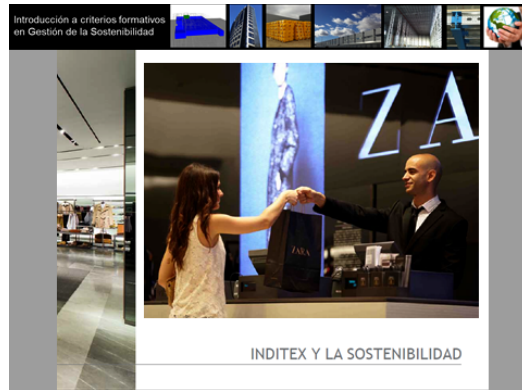 Introducción a criterios formativos
en Gestión de la Sostenibilidad
ZA
ZARA
INDITEX Y LA SOSTENIBILIDAD